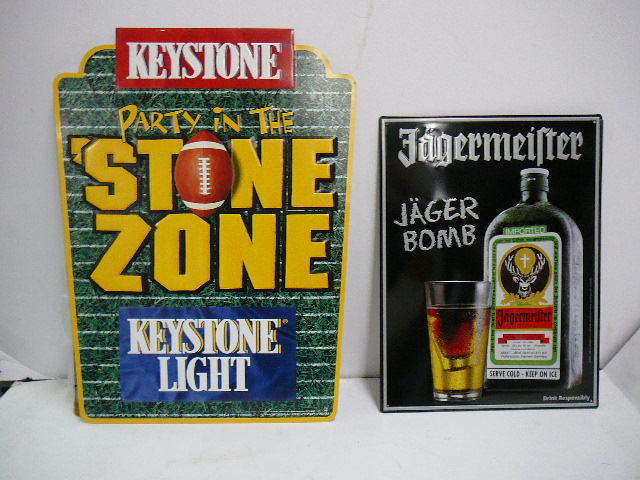 KEYSTONE
PARTY IN THE
'STONE
ZONE
KEYSTONE®
LIGHT
Jägermeister
JÄGER
BOMB
IMPORTED
Jägermeister
SERVE COLD - KEEP ON ICE
Drink Responsibly